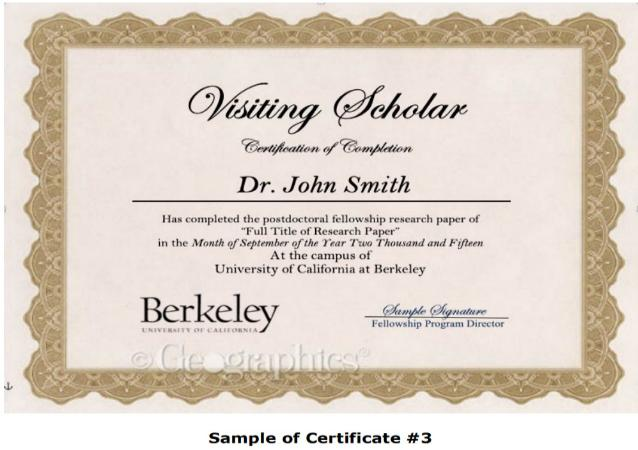 Visiting Scholar
Certification of Completion
Dr. John Smith
Has completed the postdoctoral fellowship research paper of
"Full Title of Research Paper"
in the Month of September of the Year Two Thousand and Fifteen
At the campus of
University of California at Berkeley
Berkeley
UNIVERSITY OF CALIFORNIA
Sample Signature
Fellowship Program Director
©Geographics®
Sample of Certificate #3